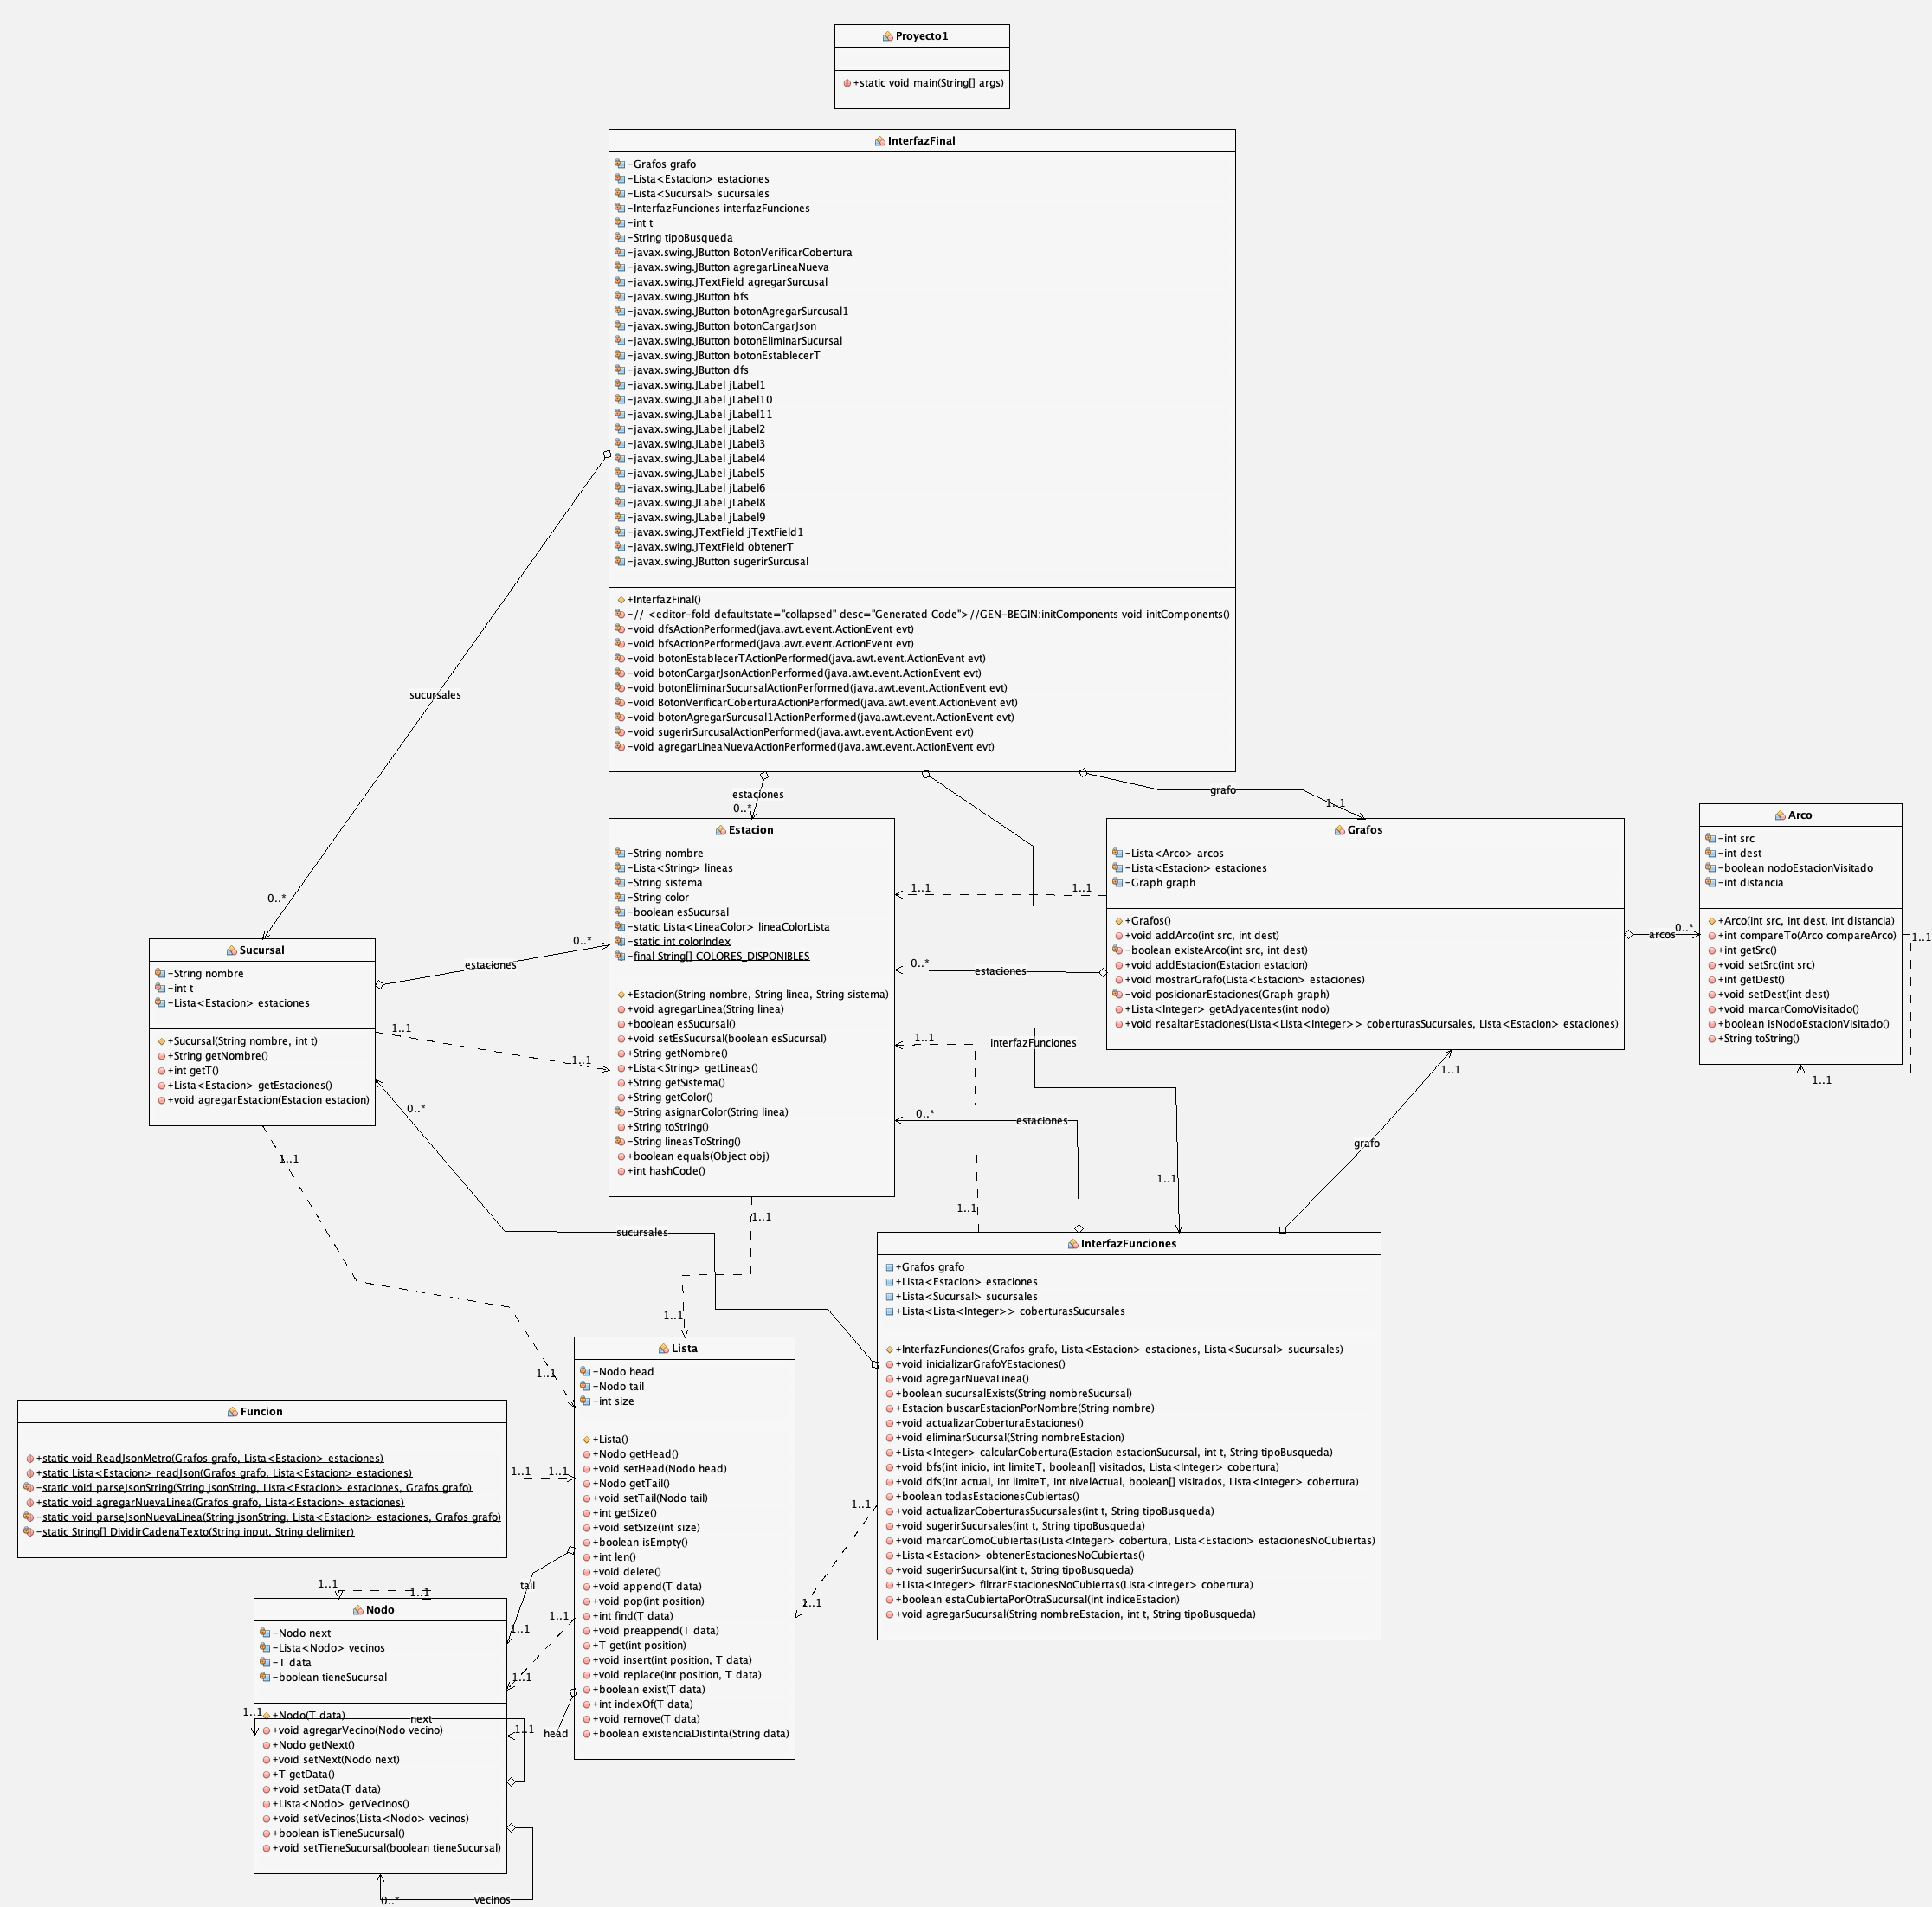 Proyecto1
+static void main(String[] args)
InterfazFinal
-Grafos grafo
-Lista<Estacion> estaciones
-Lista<Sucursal> sucursales
-InterfazFunciones interfazFunciones
-int t
-String tipoBusqueda
-javax.swing.JButton BotonVerificarCobertura
-javax.swing.JButton agregarLineaNueva
-javax.swing.JTextField agregarSurcusal
-javax.swing.JButton bfs
-javax.swing.JButton botonAgregarSurcusal1
-javax.swing.JButton botonCargarJson
-javax.swing.JButton botonEliminarSucursal
-javax.swing.JButton botonEstablecerT
-javax.swing.JButton dfs
-javax.swing.JLabel jLabel1
-javax.swing.JLabel jLabel10
-javax.swing.JLabel jLabel11
-javax.swing.JLabel jLabel2
-javax.swing.JLabel jLabel3
-javax.swing.JLabel jLabel4
-javax.swing.JLabel jLabel5
-javax.swing.JLabel jLabel6
-javax.swing.JLabel jLabel8
-javax.swing.JLabel jLabel9
-javax.swing.JTextField jTextField1
-javax.swing.JTextField obtenerT
-javax.swing.JButton sugerirSurcusal
+InterfazFinal()
-// <editor-fold defaultstate="collapsed" desc="Generated Code">//GEN-BEGIN:initComponents void initComponents()
-void dfsActionPerformed(java.awt.event.ActionEvent evt)
-void bfsActionPerformed(java.awt.event.ActionEvent evt)
-void botonEstablecerTActionPerformed(java.awt.event.ActionEvent evt)
-void botonCargarJsonActionPerformed(java.awt.event.ActionEvent evt)
-void botonEliminarSucursalActionPerformed(java.awt.event.ActionEvent evt)
-void BotonVerificarCoberturaActionPerformed(java.awt.event.ActionEvent evt)
-void botonAgregarSurcusal1ActionPerformed(java.awt.event.ActionEvent evt)
-void sugerirSurcusalActionPerformed(java.awt.event.ActionEvent evt)
-void agregarLineaNuevaActionPerformed(java.awt.event.ActionEvent evt)
sucursales
0..*
estaciones
0..*
grafo
1..1
interfazFunciones
1..1
Estacion
-String nombre
-Lista<String> lineas
-String sistema
-String color
-boolean esSucursal
-static Lista<LineaColor> lineaColorLista
-static int colorIndex
-final String[] COLORES_DISPONIBLES
+Estacion(String nombre, String linea, String sistema)
+void agregarLinea(String linea)
+boolean esSucursal()
+void setEsSucursal(boolean esSucursal)
+String getNombre()
+Lista<String> getLineas()
+String getSistema()
+String getColor()
-String asignarColor(String linea)
+String toString()
-String lineasToString()
+boolean equals(Object obj)
+int hashCode()
1..1
1..1
Grafos
-Lista<Arco> arcos
-Lista<Estacion> estaciones
-Graph graph
+Grafos()
+void addArco(int src, int dest)
-boolean existeArco(int src, int dest)
+void addEstacion(Estacion estacion)
+void mostrarGrafo(Lista<Estacion> estaciones)
-void posicionarEstaciones(Graph graph)
+Lista<Integer> getAdyacentes(int nodo)
+void resaltarEstaciones(Lista<Lista<Integer>> coberturasSucursales, Lista<Estacion> estaciones)
1..1
1..1
0..*
estaciones
arcos
0..*
Arco
-int src
-int dest
-boolean nodoEstacionVisitado
-int distancia
+Arco(int src, int dest, int distancia)
+int compareTo(Arco compareArco)
+int getSrc()
+void setSrc(int src)
+int getDest()
+void setDest(int dest)
+void marcarComoVisitado()
+boolean isNodoEstacionVisitado()
+String toString()
1..1
1..1
Sucursal
-String nombre
-int t
-Lista<Estacion> estaciones
+Sucursal(String nombre, int t)
+String getNombre()
+int getT()
+Lista<Estacion> getEstaciones()
+void agregarEstacion(Estacion estacion)
estaciones
0..*
1..1
1..1
0..*
sucursales
1..1
1..1
1..1
1..1
0..*
estaciones
grafo
1..1
InterfazFunciones
+Grafos grafo
+Lista<Estacion> estaciones
+Lista<Sucursal> sucursales
+Lista<Lista<Integer>> coberturasSucursales
+InterfazFunciones(Grafos grafo, Lista<Estacion> estaciones, Lista<Sucursal> sucursales)
+void inicializarGrafoYEstaciones()
+void agregarNuevaLinea()
+boolean sucursalExists(String nombreSucursal)
+Estacion buscarEstacionPorNombre(String nombre)
+void actualizarCoberturaEstaciones()
+void eliminarSucursal(String nombreEstacion)
+Lista<Integer> calcularCobertura(Estacion estacionSucursal, int t, String tipoBusqueda)
+void bfs(int inicio, int limiteT, boolean[] visitados, Lista<Integer> cobertura)
+void dfs(int actual, int limiteT, int nivelActual, boolean[] visitados, Lista<Integer> cobertura)
+boolean todasEstacionesCubiertas()
+void actualizarCoberturasSucursales(int t, String tipoBusqueda)
+void sugerirSucursales(int t, String tipoBusqueda)
+void marcarComoCubiertas(Lista<Integer> cobertura, Lista<Estacion> estacionesNoCubiertas)
+Lista<Estacion> obtenerEstacionesNoCubiertas()
+void sugerirSucursal(int t, String tipoBusqueda)
+Lista<Integer> filtrarEstacionesNoCubiertas(Lista<Integer> cobertura)
+boolean estaCubiertaPorOtraSucursal(int indiceEstacion)
+void agregarSucursal(String nombreEstacion, int t, String tipoBusqueda)
1..1
1..1
Lista
-Nodo head
-Nodo tail
-int size
+Lista()
+Nodo getHead()
+void setHead(Nodo head)
+Nodo getTail()
+void setTail(Nodo tail)
+int getSize()
+void setSize(int size)
+boolean isEmpty()
+int len()
+void delete()
+void append(T data)
+void pop(int position)
+int find(T data)
+void preappend(T data)
+T get(int position)
+void insert(int position, T data)
+void replace(int position, T data)
+boolean exist(T data)
+int indexOf(T data)
+void remove(T data)
+boolean existenciaDistinta(String data)
Funcion
+static void ReadJsonMetro(Grafos grafo, Lista<Estacion> estaciones)
+static Lista<Estacion> readJson(Grafos grafo, Lista<Estacion> estaciones)
-static void parseJsonString(String jsonString, Lista<Estacion> estaciones, Grafos grafo)
+static void agregarNuevaLinea(Grafos grafo, Lista<Estacion> estaciones)
-static void parseJsonNuevaLinea(String jsonString, Lista<Estacion> estaciones, Grafos grafo)
-static String[] DividirCadenaTexto(String input, String delimiter)
1..1
1..1
tail
1..1
1..1
1..1
head
1..1
1..1
1..1
Nodo
-Nodo next
-Lista<Nodo> vecinos
-T data
-boolean tieneSucursal
+Nodo(T data)
+void agregarVecino(Nodo vecino)
+Nodo getNext()
+void setNext(Nodo next)
+T getData()
+void setData(T data)
+Lista<Nodo> getVecinos()
+void setVecinos(Lista<Nodo> vecinos)
+boolean isTieneSucursal()
+void setTieneSucursal(boolean tieneSucursal)
1..1
next
0..*
vecinos